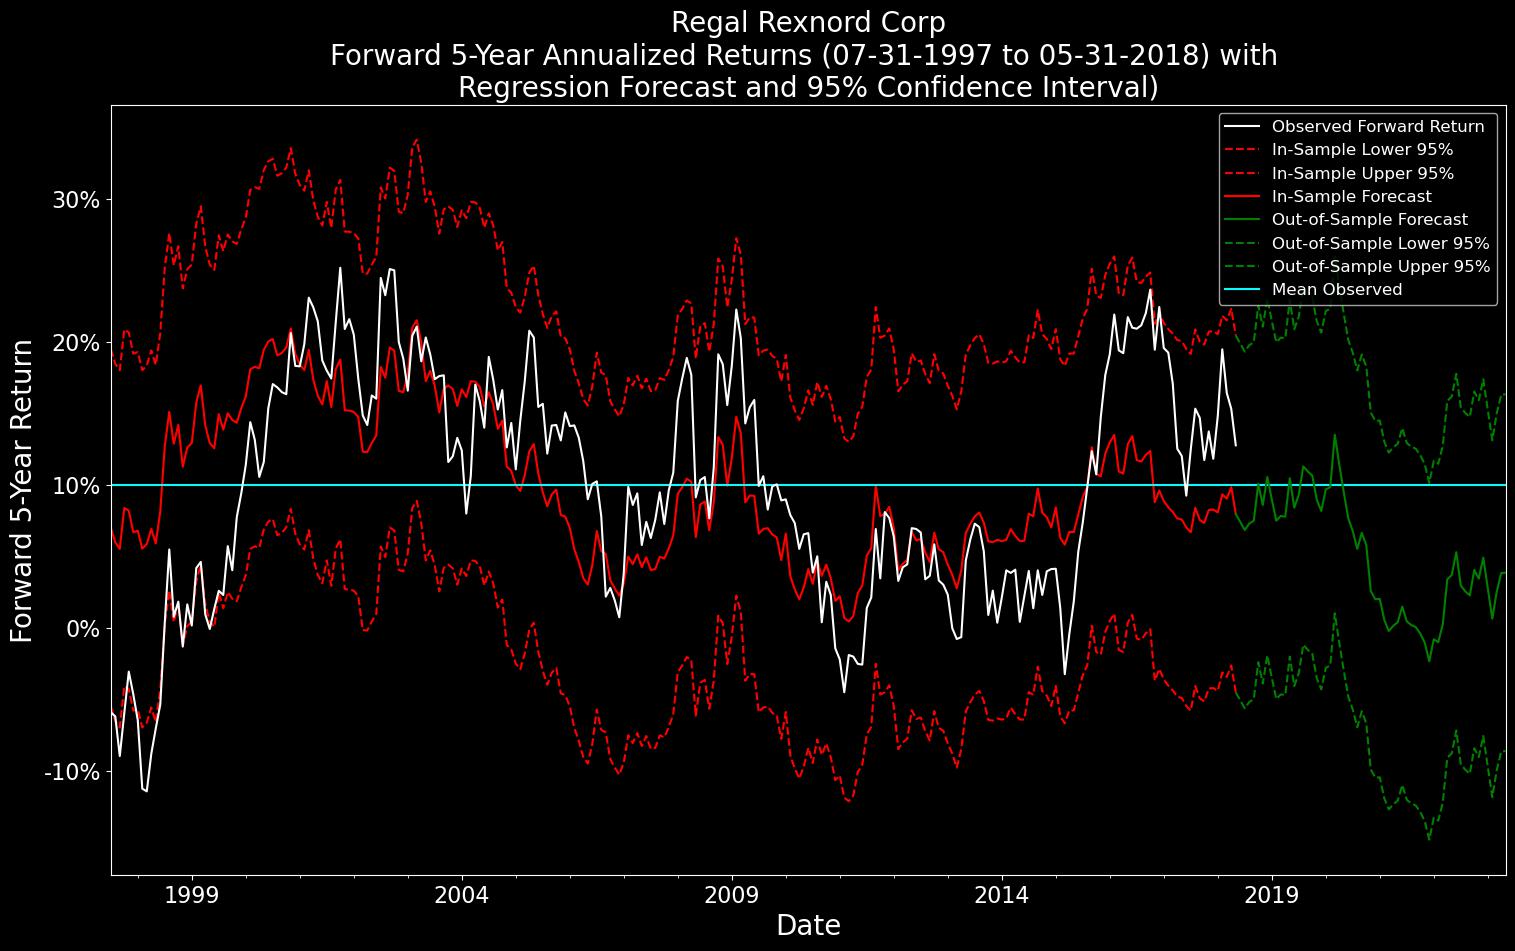 Regal Rexnord Corp
Forward 5-Year Annualized Returns (07-31-1997 to 05-31-2018) with
Regression Forecast and 95% Confidence Interval)
Observed Forward Return
In-Sample Lower 95%
In-Sample Upper 95%
In-Sample Forecast
Out-of-Sample Forecast
Out-of-Sample Lower 95%
Out-of-Sample Upper 95%
Mean Observed
Forward 5-Year Return
30%
20%
10%
0%
-10%
1999 2004 2009 2014 2019
Date